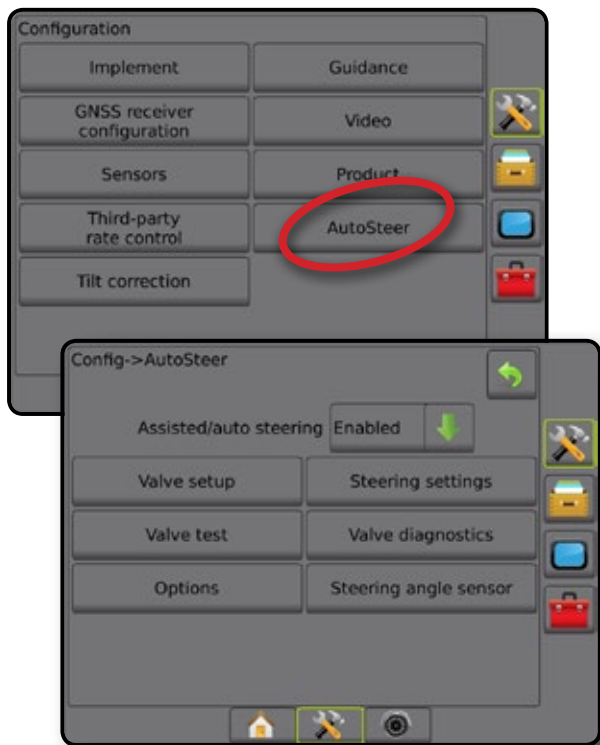 Configuration
Implement
Guidance
GNSS receiver
configuration
Video
Sensors
Product
Third-party
rate control
AutoSteer
Tilt correction
Config->AutoSteer
Assisted/auto steering Enabled
Valve setup
Steering settings
Valve test
Valve diagnostics
Options
Steering angle sensor